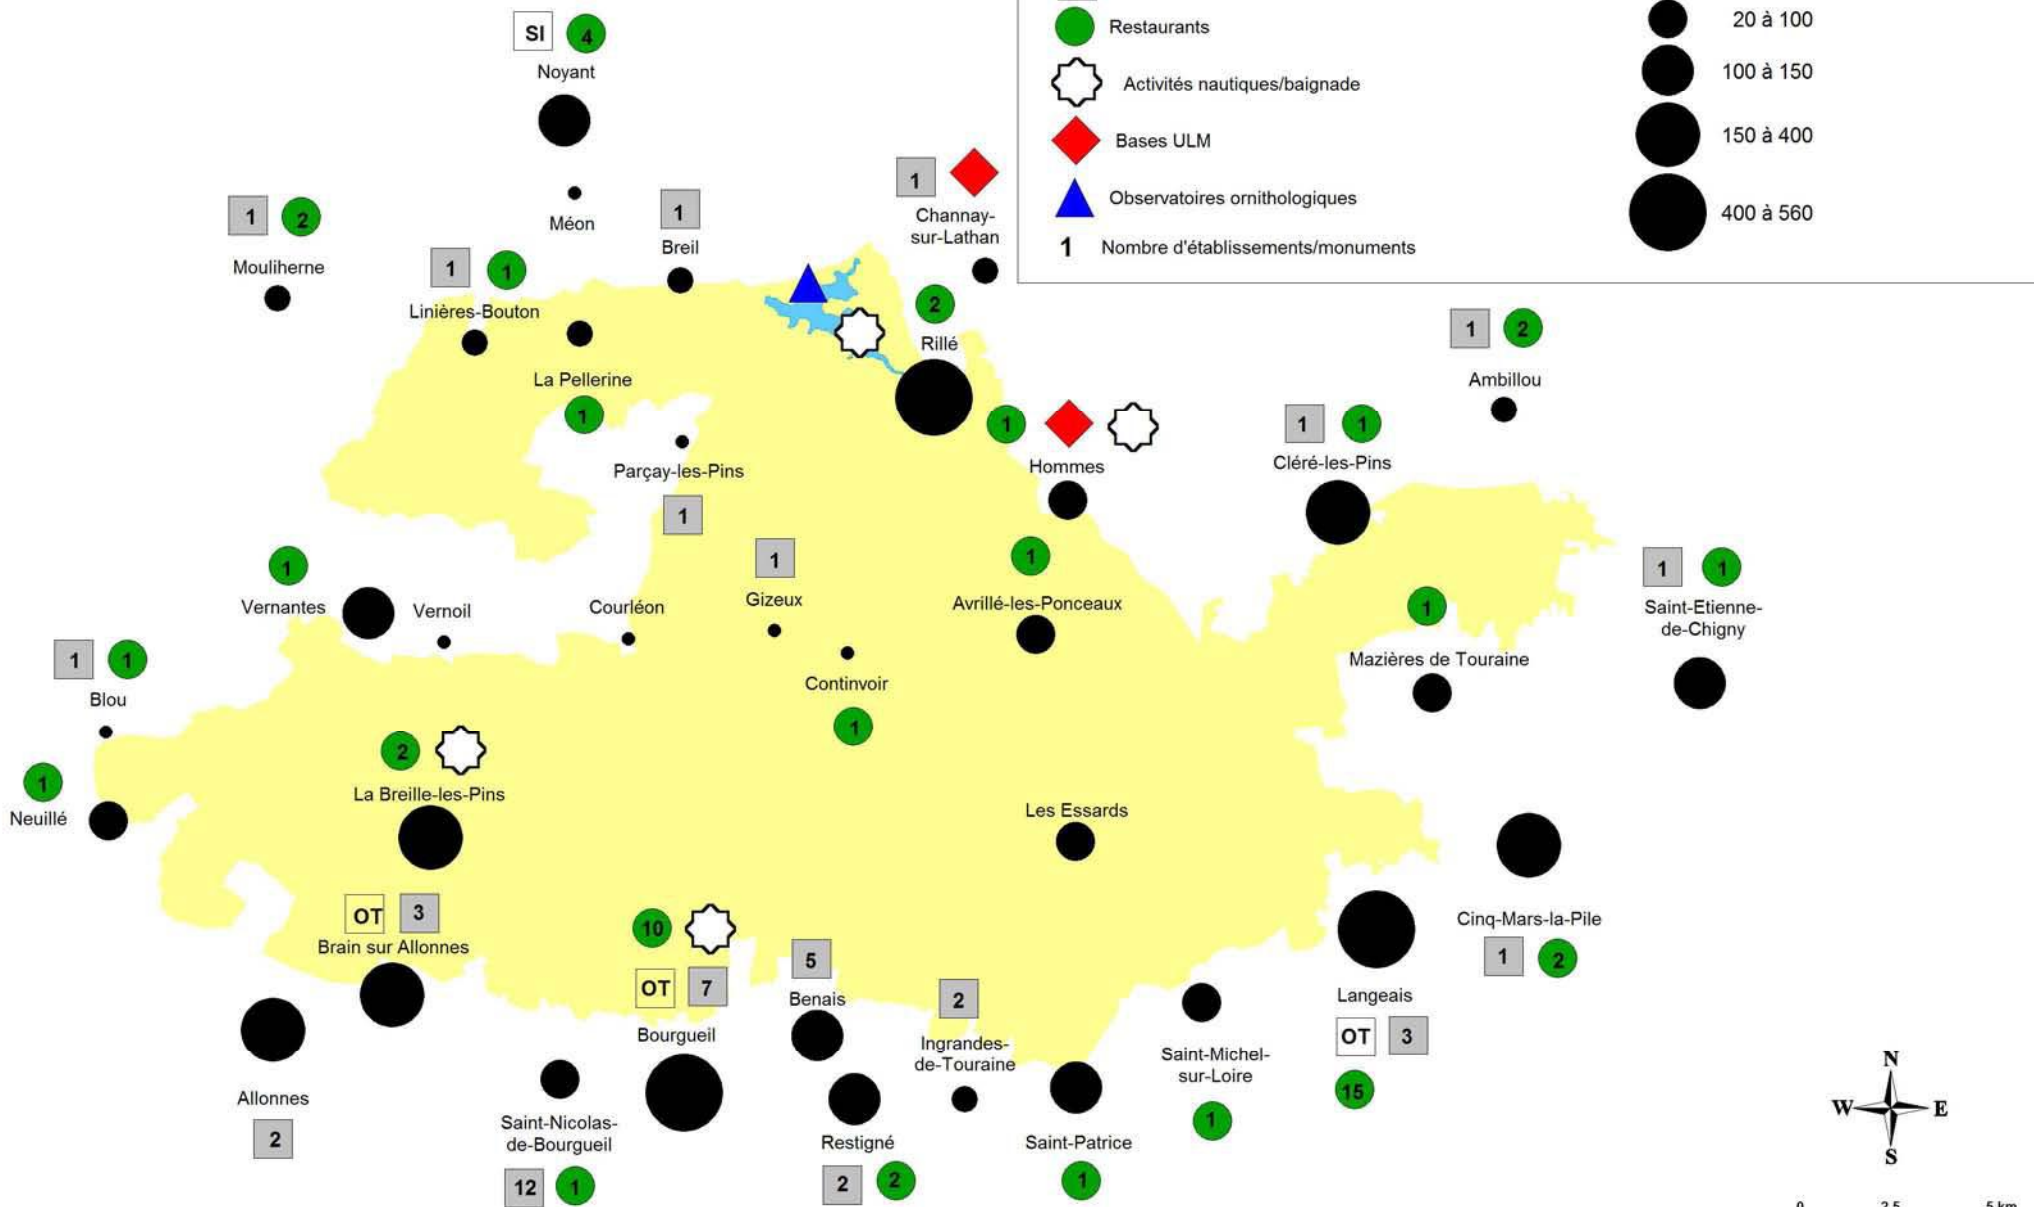 SI 4
Noyant
Méon
1 2
Mouliherne
1
Breil
1 1
Linières-Bouton
La Pellerine
1
1
Channay-
sur-Lathan
2
Rillé
Restaurants
Activités nautiques/baignade
Bases ULM
Observatoires ornithologiques
1 Nombre d'établissements/monuments
20 à 100
100 à 150
150 à 400
400 à 560
1 2
Ambillou
Parçay-les-Pins
1
1
Hommes
1 1
Cléré-les-Pins
1
Vernantes
Vernoil
Courléon
1
Gizeux
1
Avrillé-les-Ponceaux
1
Mazières de Touraine
1 1
Saint-Etienne-
de-Chigny
1 1
Blou
Continvoir
1
1
Neuillé
2
La Breille-les-Pins
Les Essards
OT 3
Brain sur Allonnes
10
OT 7
Bourgueil
5
Benais
2
Ingrandes-
de-Touraine
Cinq-Mars-la-Pile
1 2
Langeais
OT 3
15
Allonnes
2
Saint-Nicolas-
de-Bourgueil
12 1
Restigné
2 2
Saint-Patrice
1
Saint-Michel-
sur-Loire
1
N
W E
S
0 2,5 5 km